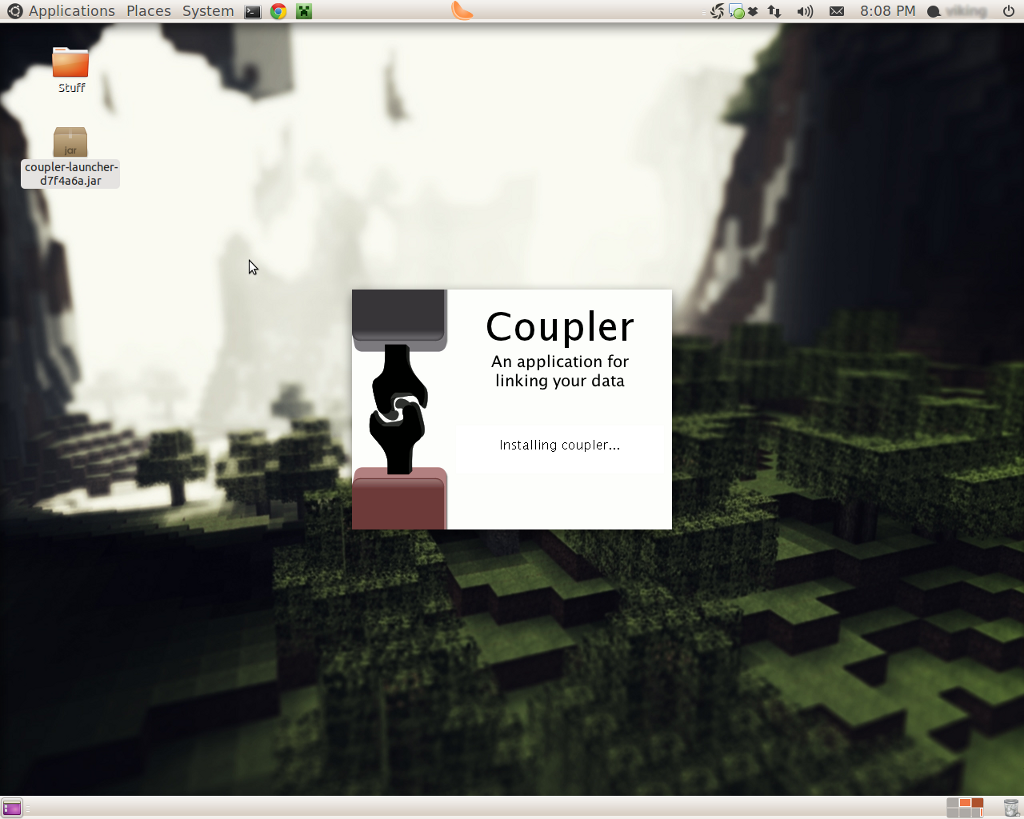 Applications Places System
8:08 PM
Stuff
jar
coupler-launcher-
d7f4a6a.jar
Coupler
An application for
linking your data
Installing coupler...